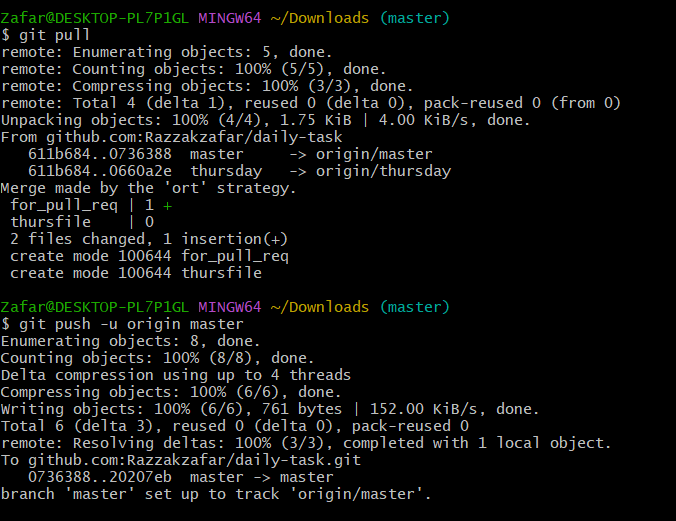 Zafar@DESKTOP-PL7P1GL MINGW64 ~/Downloads (master)
$ git pull
remote: Enumerating objects: 5, done.
remote: Counting objects: 100% (5/5), done.
remote: Compressing objects: 100% (3/3), done.
remote: Total 4 (delta 1), reused 0 (delta 0), pack-reused 0 (from 0)
Unpacking objects: 100% (4/4), 1.75 KiB | 4.00 KiB/s, done.
From github.com:Razzakzafar/daily-task
   611b684..0736388  master     -> origin/master
   611b684..0660a2e  thursday   -> origin/thursday
Merge made by the 'ort' strategy.
 for_pull_req | 1 +
 thursfile    | 0
 2 files changed, 1 insertion(+)
 create mode 100644 for_pull_req
 create mode 100644 thursfile

Zafar@DESKTOP-PL7P1GL MINGW64 ~/Downloads (master)
$ git push -u origin master
Enumerating objects: 8, done.
Counting objects: 100% (8/8), done.
Delta compression using up to 4 threads
Compressing objects: 100% (6/6), done.
Writing objects: 100% (6/6), 761 bytes | 152.00 KiB/s, done.
Total 6 (delta 3), reused 0 (delta 0), pack-reused 0
remote: Resolving deltas: 100% (3/3), completed with 1 local object.
To github.com:Razzakzafar/daily-task.git
   0736388..20207eb  master -> master
branch 'master' set up to track 'origin/master'.